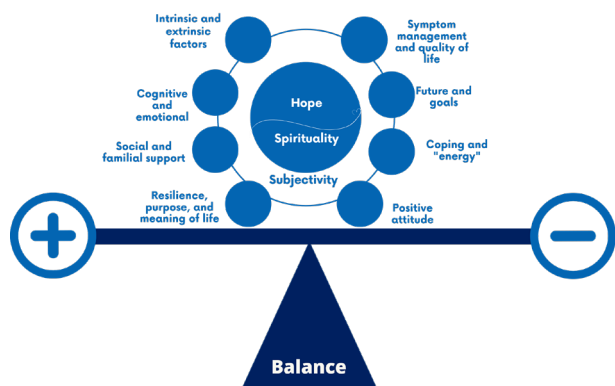 Intrinsic and
extrinsic
factors
Symptom
management
and quality of
life
Cognitive
and
emotional
Hope
Spirituality
Future and
goals
Social and
familial support
Subjectivity
Coping and
"energy"
Resilience,
purpose, and
meaning of life
Positive
attitude
Balance